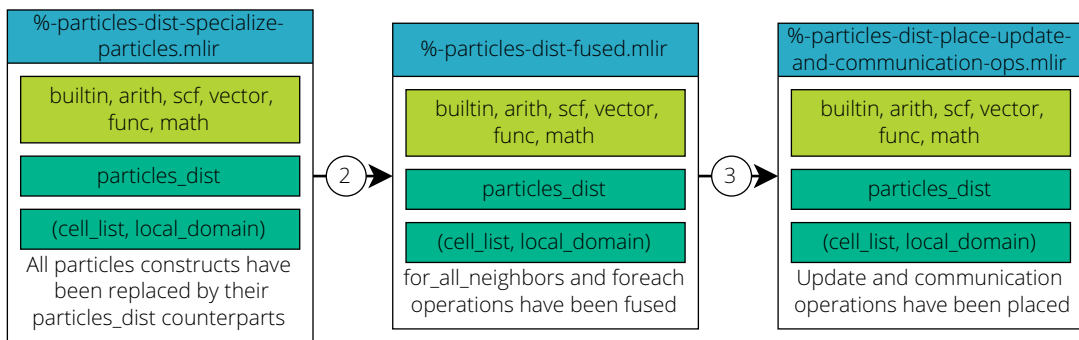 %-particles-dist-specialize-
particles.mlir
builtin, arith, scf, vector,
func, math
particles_dist
(cell_list, local_domain)
All particles constructs have
been replaced by their
particles_dist counterparts
2
%-particles-dist-fused.mlir
builtin, arith, scf, vector,
func, math
particles_dist
(cell_list, local_domain)
for_all_neighbors and foreach
operations have been fused
3
%-particles-dist-place-update-
and-communication-ops.mlir
builtin, arith, scf, vector,
func, math
particles_dist
(cell_list, local_domain)
Update and communication
operations have been placed